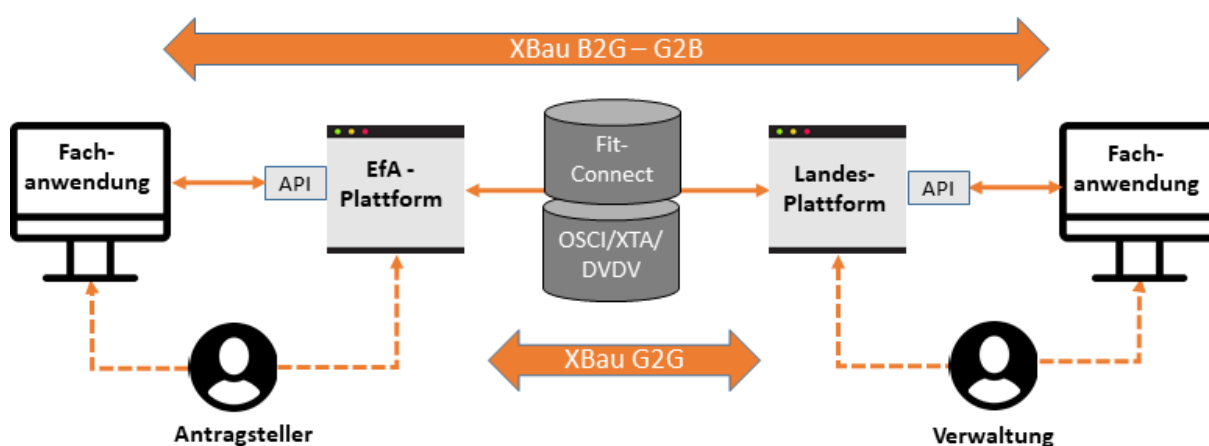 XBau B2G – G2B
Fach-
anwendung
API
EfA -
Plattform
Fit-
Connect
OSCI/XTA/
DVDV
Landes-
Plattform
API
Fach-
anwendung
XBau G2G
Antragsteller
Verwaltung